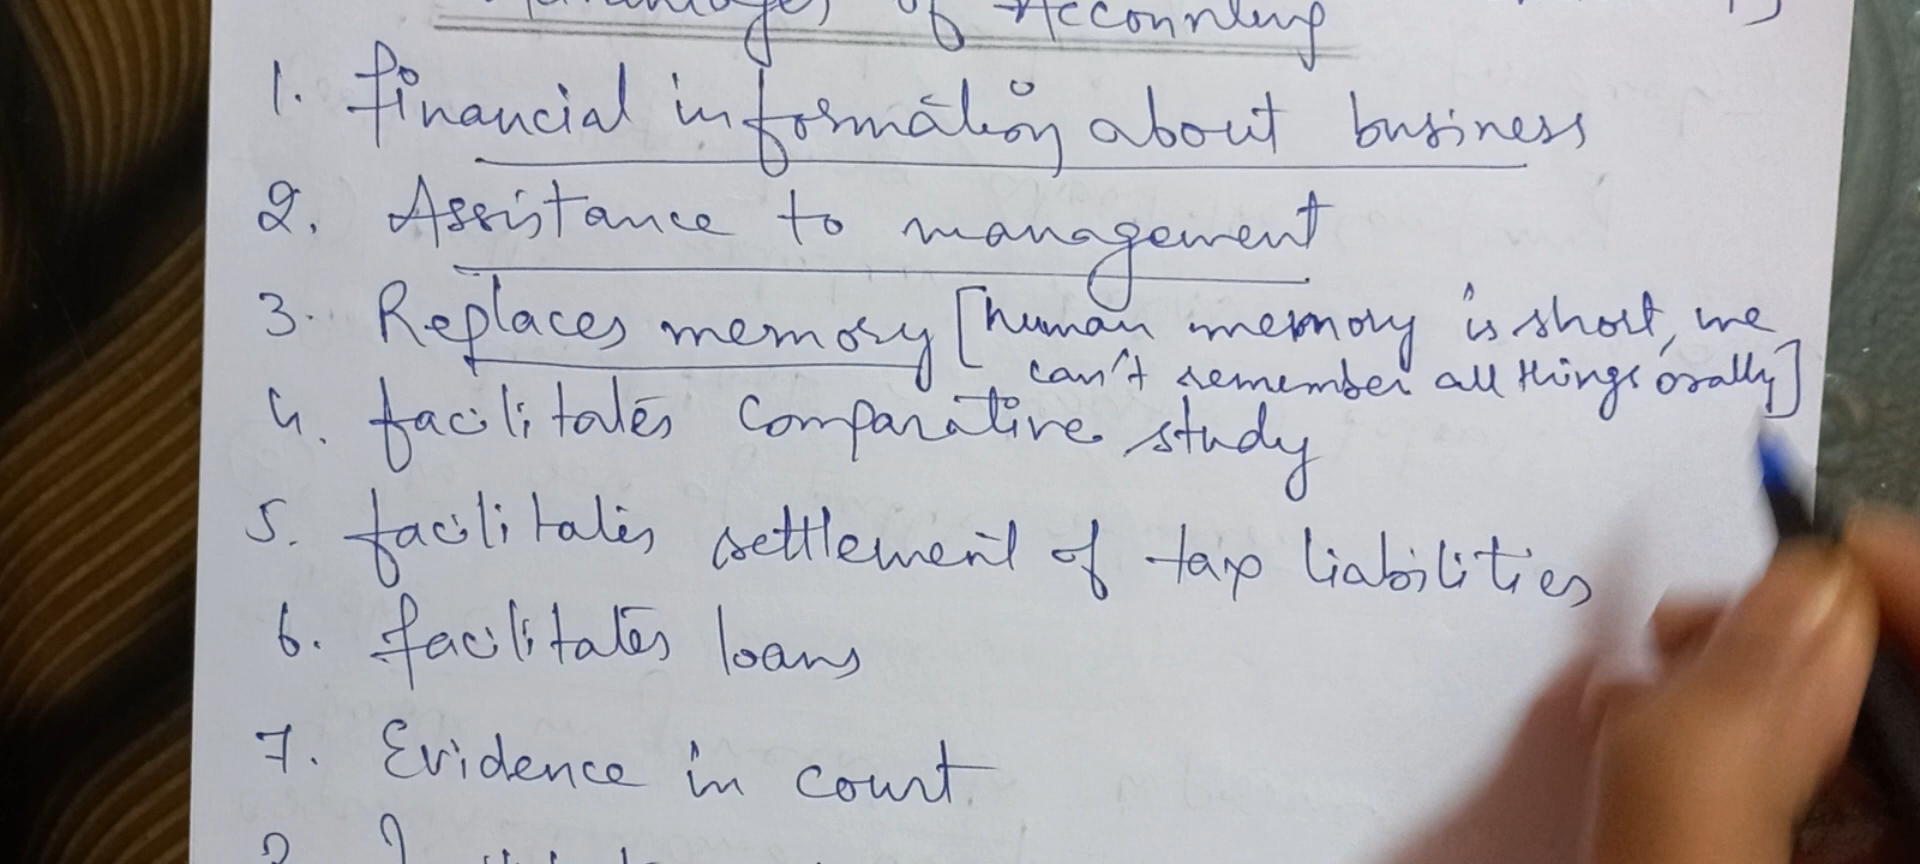 Advantages of Accounting
1. Financial information about business
2. Assistance to management
3. Replaces memory [human memory is short, we
can't remember all things orally]
4. facilitates comparative study
5. facilitates settlement of tax liabilities
6. facilitates loans
7. Evidence in court.